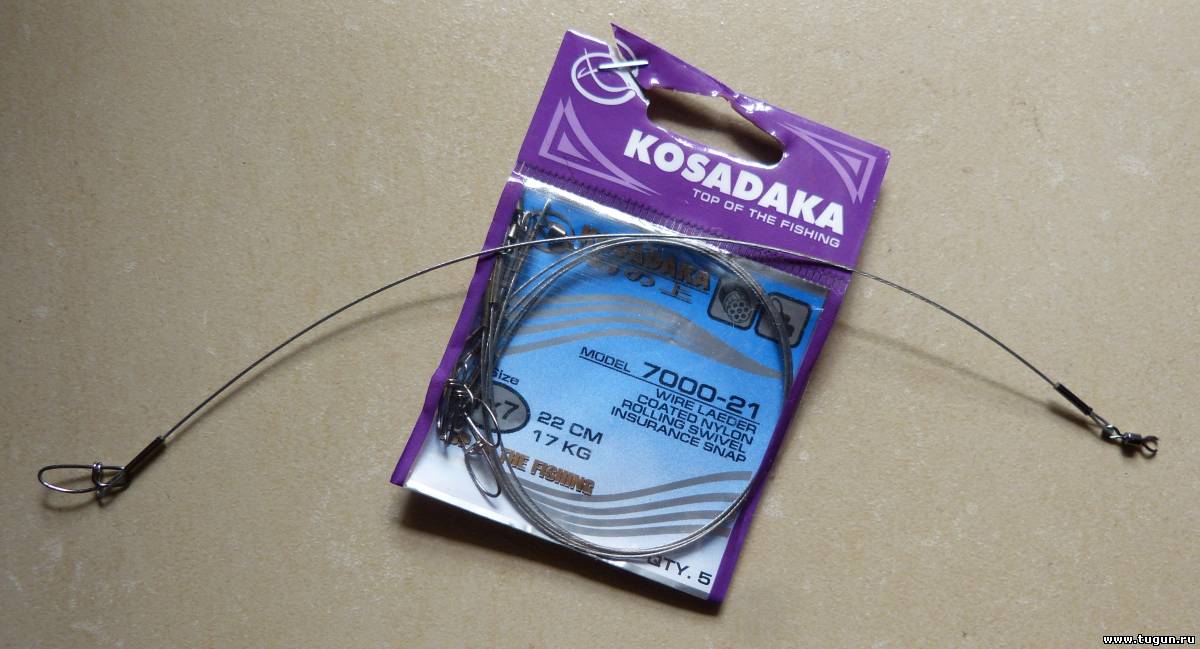 KOSADAKA
TOP OF THE FISHING
KOSADAKA
MODEL 7000-21
WIRE LAEDER
COATED NYLON
ROLLING SWIVEL
INSURANCE SNAP
Size
22 CM
17 KG
THE FISHING
QTY. 5
www.tugun.ru